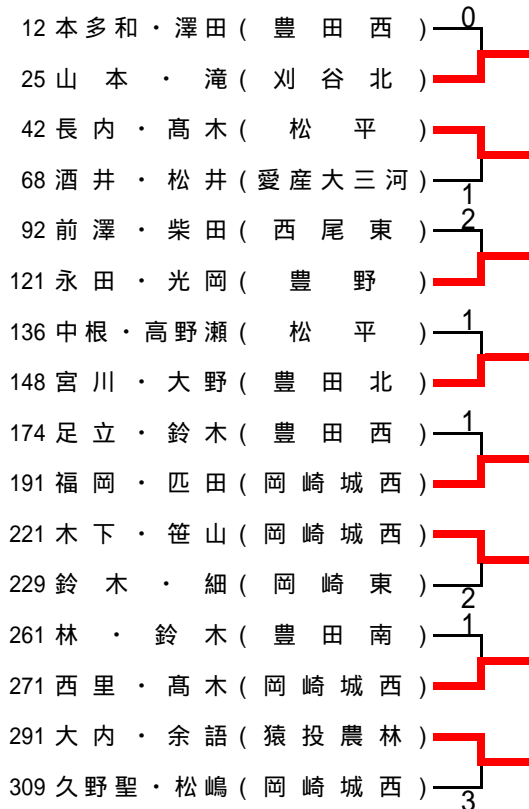 12 本多和・澤田(豊田西) 0
25 山本・滝(刈谷北)
42 長内・髙木(松平)
68 酒井・松井(愛産大三河) 1
92 前澤・柴田(西尾東) 2
121 永田・光岡(豊野)
136 中根・高野瀬(松平) 1
148 宮川・大野(豊田北)
174 足立・鈴木(豊田西) 1
191 福岡・匹田(岡崎城西)
221 木下・笹山(岡崎城西)
229 鈴木・細(岡崎東) 2
261 林・鈴木(豊田南) 1
271 西里・髙木(岡崎城西)
291 大内・余語(猿投農林)
309 久野聖・松嶋(岡崎城西) 3